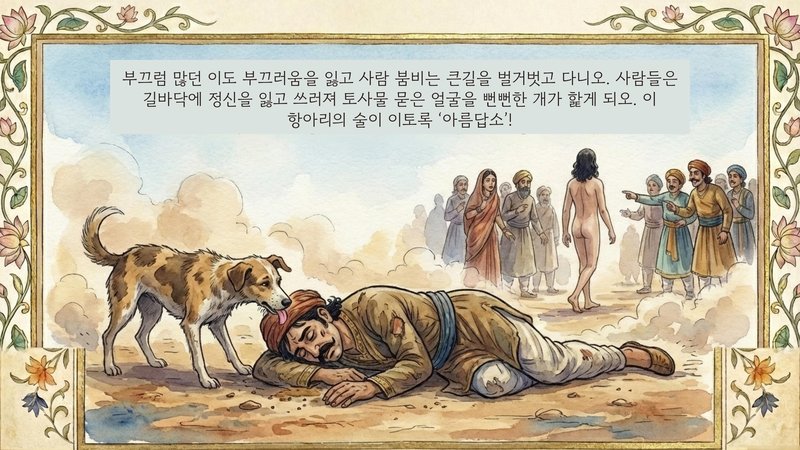 부끄럼 많던 이도 부끄러움을 잃고 사람 붐비는 큰길을 벌거벗고 다니오. 사람들은
길바닥에 정신을 잃고 쓰러져 토사물 묻은 얼굴을 뻔뻔한 개가 핥게 되오. 이
항아리의 술이 이토록 ‘아름답소’!